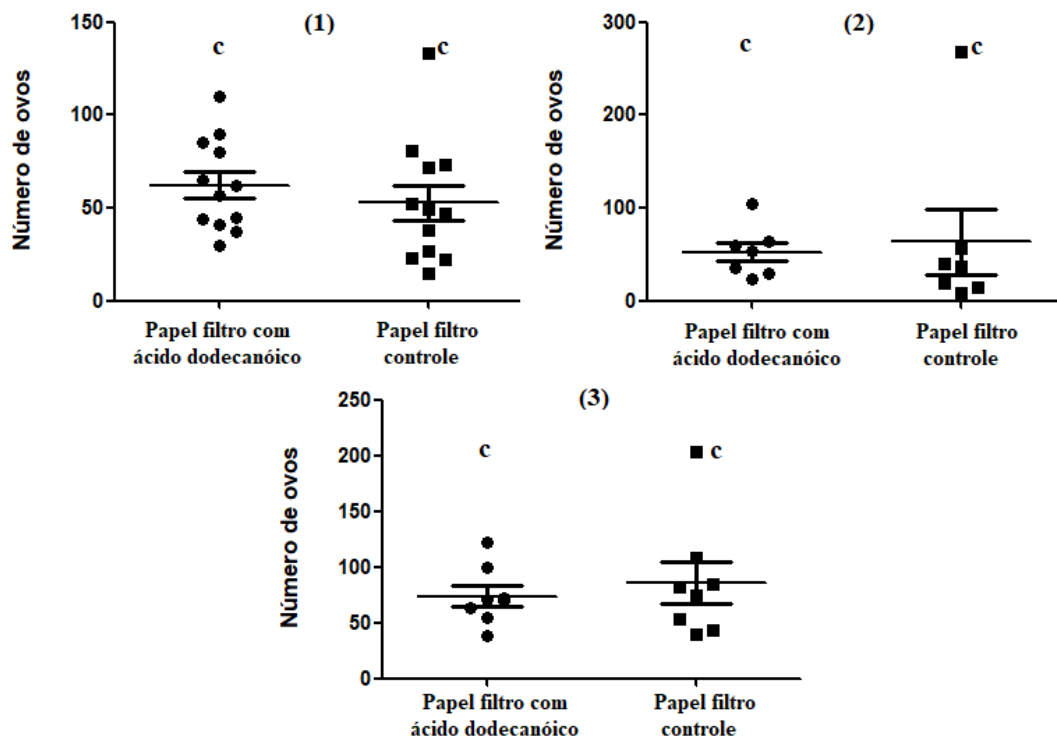 (1)
150
100
50
0
Número de ovos
c
c
Papel filtro com
ácido dodecanóico
Papel filtro
controle
(2)
300
200
100
0
Número de ovos
c
c
Papel filtro com
ácido dodecanóico
Papel filtro
controle
(3)
250
200
150
100
50
0
Número de ovos
c
c
Papel filtro com
ácido dodecanóico
Papel filtro
controle